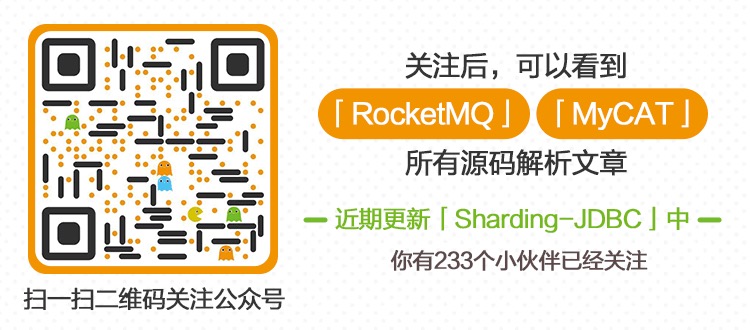 关注后，可以看到
「RocketMQ」「MyCAT」
所有源码解析文章
近期更新「Sharding-JDBC」中
你有233个小伙伴已经关注
扫一扫二维码关注公众号